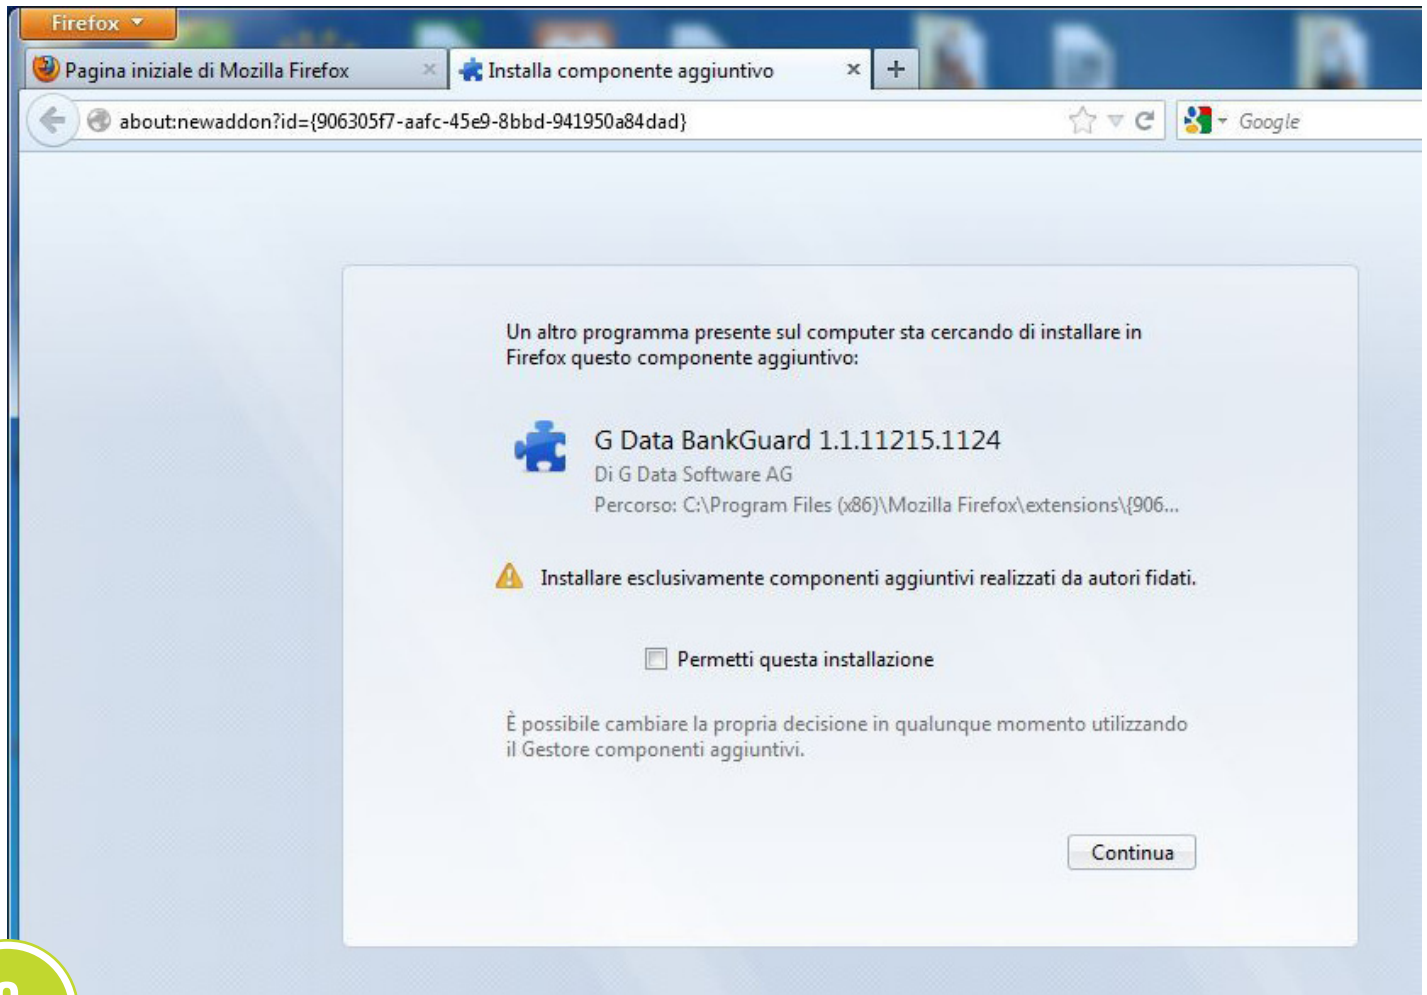 Firefox
Pagina iniziale di Mozilla Firefox
Installa componente aggiuntivo
about:newaddon?id={906305f7-aafc-45e9-8bbd-941950a84dad}
Google
Un altro programma presente sul computer sta cercando di installare in
Firefox questo componente aggiuntivo:
G Data BankGuard 1.1.11215.1124
Di G Data Software AG
Percorso: C:\Program Files (x86)\Mozilla Firefox\extensions\{906...
Installare esclusivamente componenti aggiuntivi realizzati da autori fidati.
Permetti questa installazione
È possibile cambiare la propria decisione in qualunque momento utilizzando
il Gestore componenti aggiuntivi.
Continua